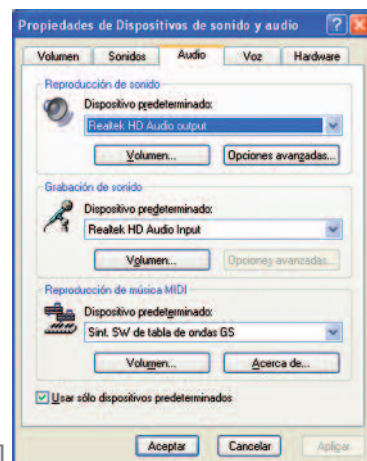 Propiedades de Dispositivos de sonido y audio
Volumen Sonidos Audio Voz Hardware
Reproducción de sonido
Dispositivo predeterminado:
Realtek HD Audio output
Volumen... Opciones avanzadas...
Grabación de sonido
Dispositivo predeterminado:
Realtek HD Audio Input
Volumen... Opciones avanzadas...
Reproducción de música MIDI
Dispositivo predeterminado:
Sint. SW de tabla de ondas GS
Volumen... Acerca de...
Usar sólo dispositivos predeterminados
Aceptar Cancelar Aplicar